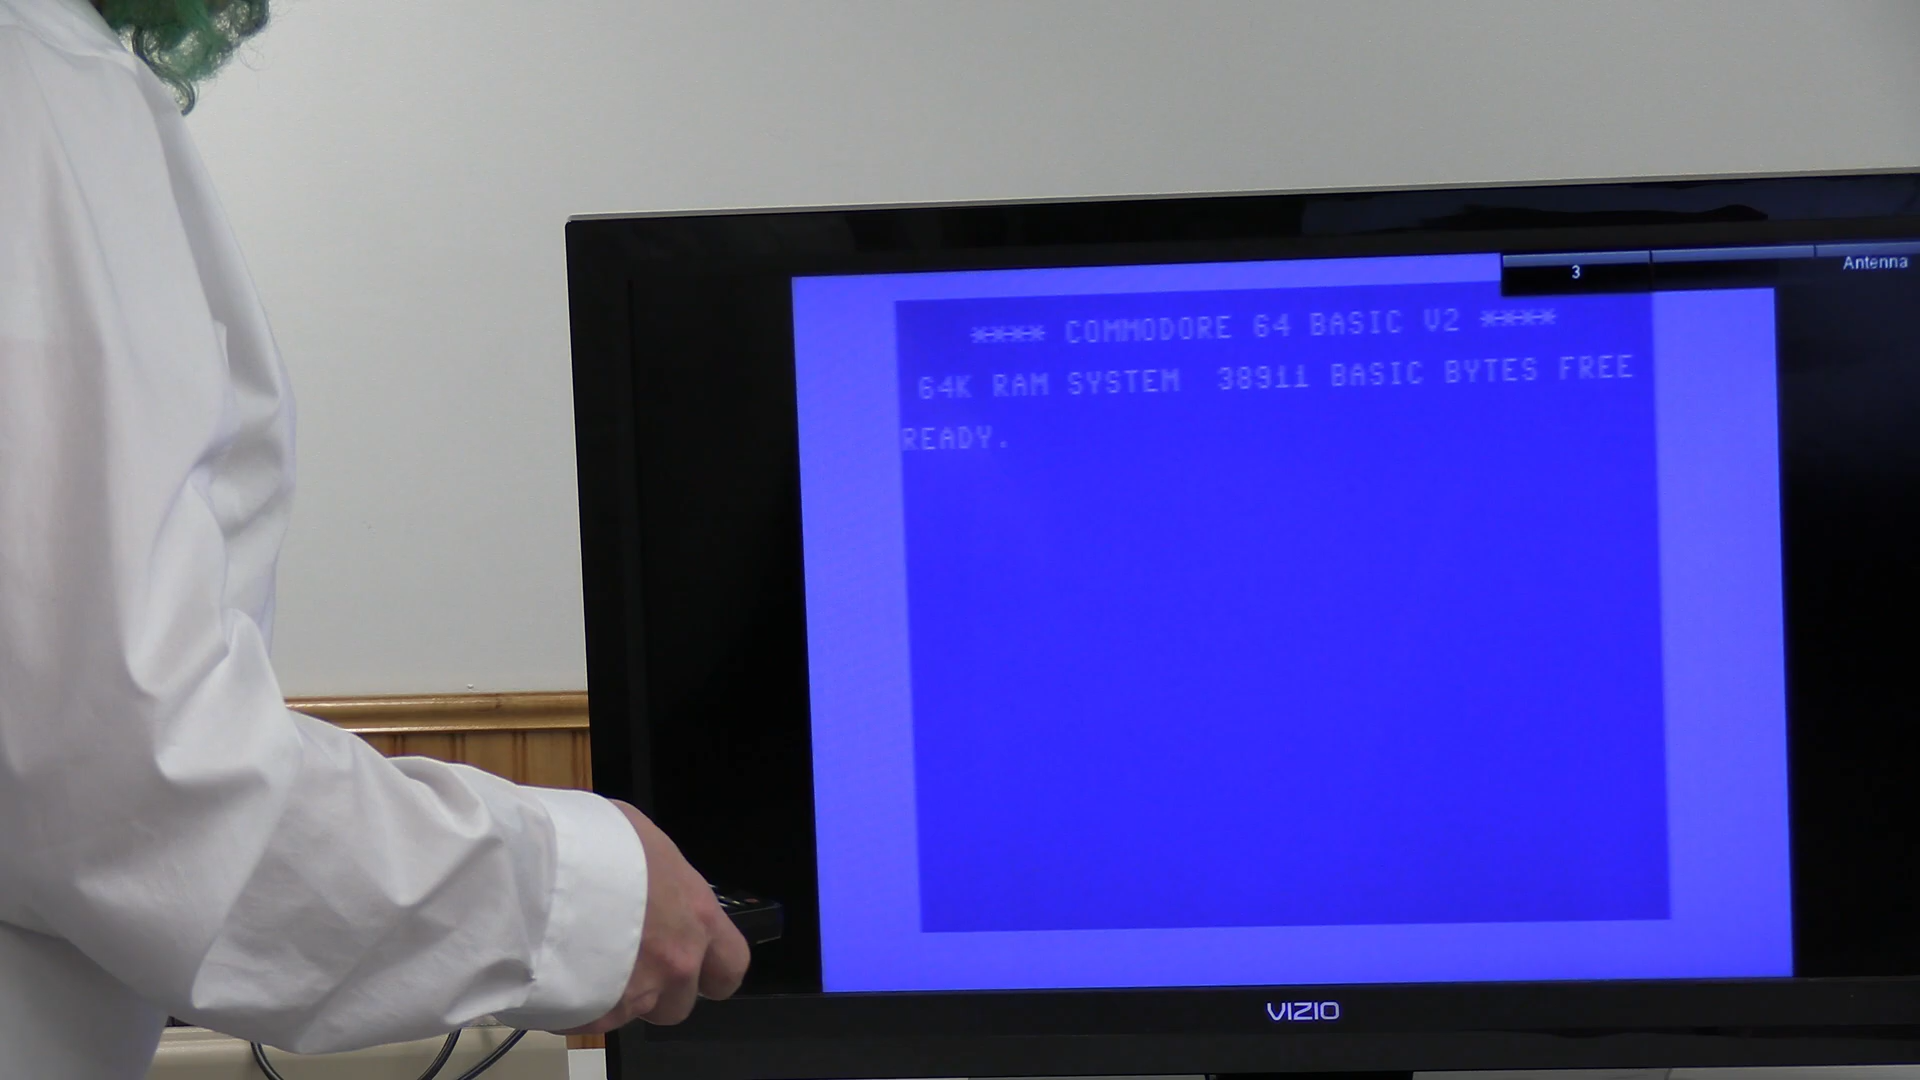 3
Antenna
**** COMMODORE 64 BASIC V2 ****
64K RAM SYSTEM  38911 BASIC BYTES FREE
READY.
VIZIO